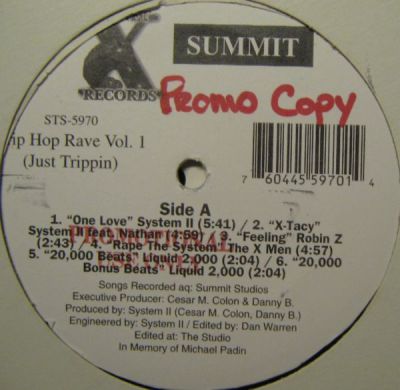 X
RECORDS
SUMMIT
Promo Copy
STS-5970
ip Hop Rave Vol. 1
(Just Trippin)
7 60445 59701 4
Side A
1. "One Love" System II (5:41) / 2. "X-Tacy"
System II feat. Nathan (4:59) / 3. "Feeling" Robin Z
(2:43) / 4. "Rape The System" The X Men (4:57)
5. "20,000 Beats" Liquid 2,000 (2:04) / 6. "20,000
Bonus Beats" Liquid 2,000 (2:04)
PROMOTIONAL
Songs Recorded aq: Summit Studios
Executive Producer: Cesar M. Colon & Danny B.
Produced by: System II (Cesar M. Colon, Danny B.)
Engineered by: System II / Edited by: Dan Warren
Edited at: The Studio
In Memory of Michael Padin